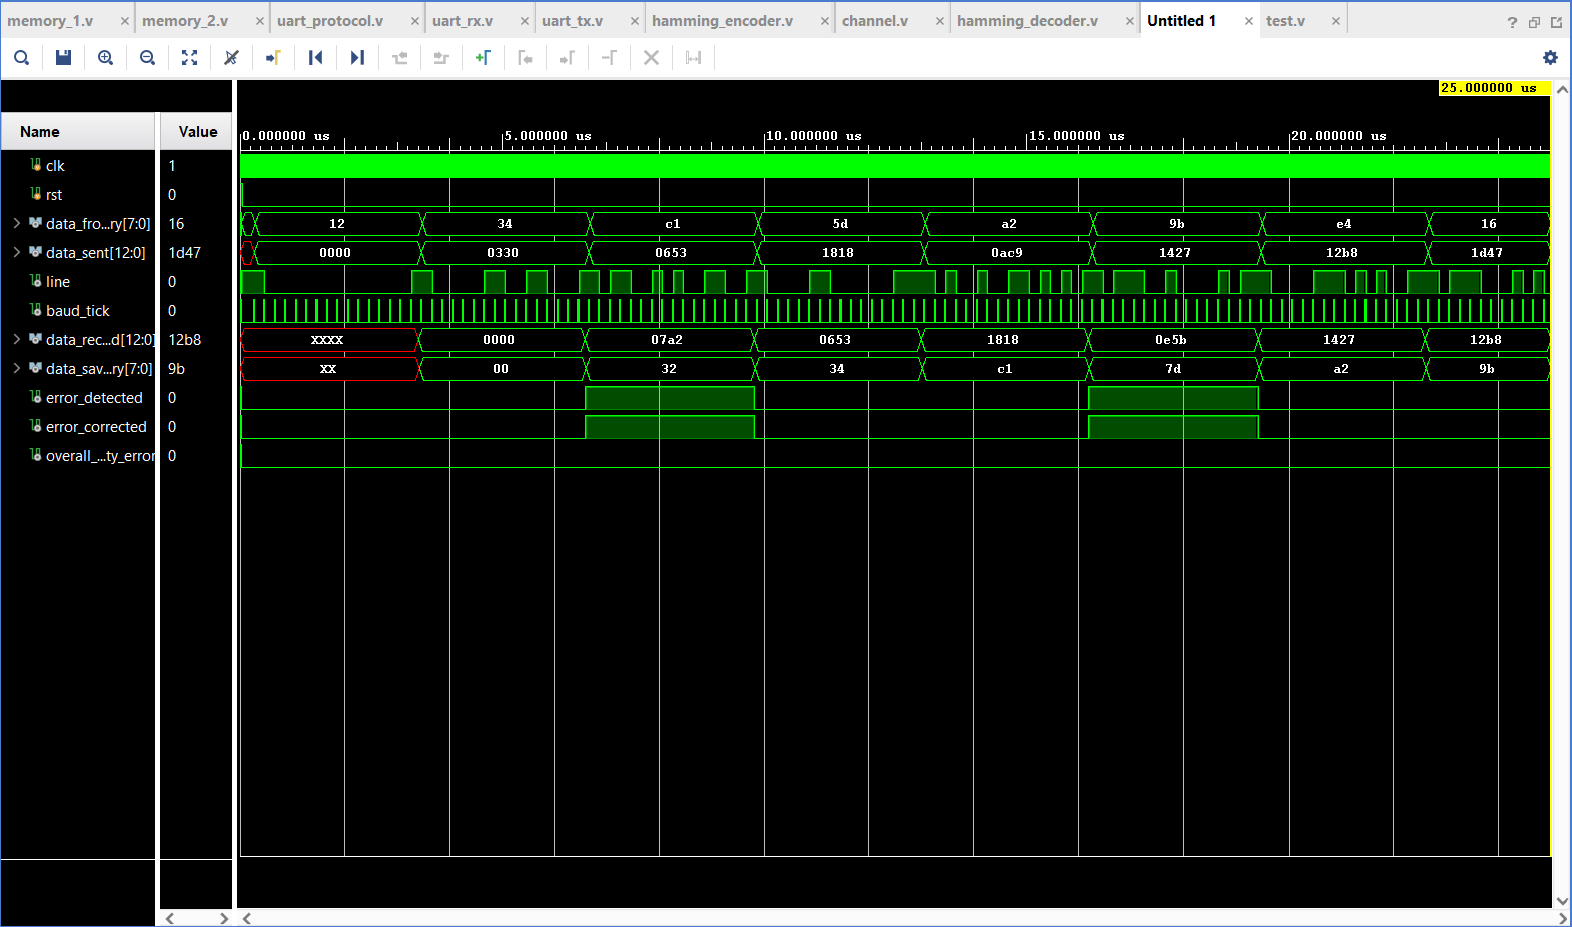 memory_1.v × memory_2.v × uart_protocol.v × uart_rx.v × uart_tx.v × hamming_encoder.v × channel.v × hamming_decoder.v × Untitled 1 × test.v × ?
25.000000 us
Name Value 0.000000 us 5.000000 us 10.000000 us 15.000000 us 20.000000 us
clk 1
rst 0
data_fro...ry[7:0] 16 12 34 c1 5d a2 9b e4 16
data_sent[12:0] 1d47 0000 0330 0653 1818 0ac9 1427 12b8 1d47
line 0
baud_tick 0
data_rec...d[12:0] 12b8 XXXX 0000 07a2 0653 1818 0e5b 1427 12b8
data_sav...ry[7:0] 9b XX 00 32 34 c1 7d a2 9b
error_detected 0
error_corrected 0
overall_...ty_error 0